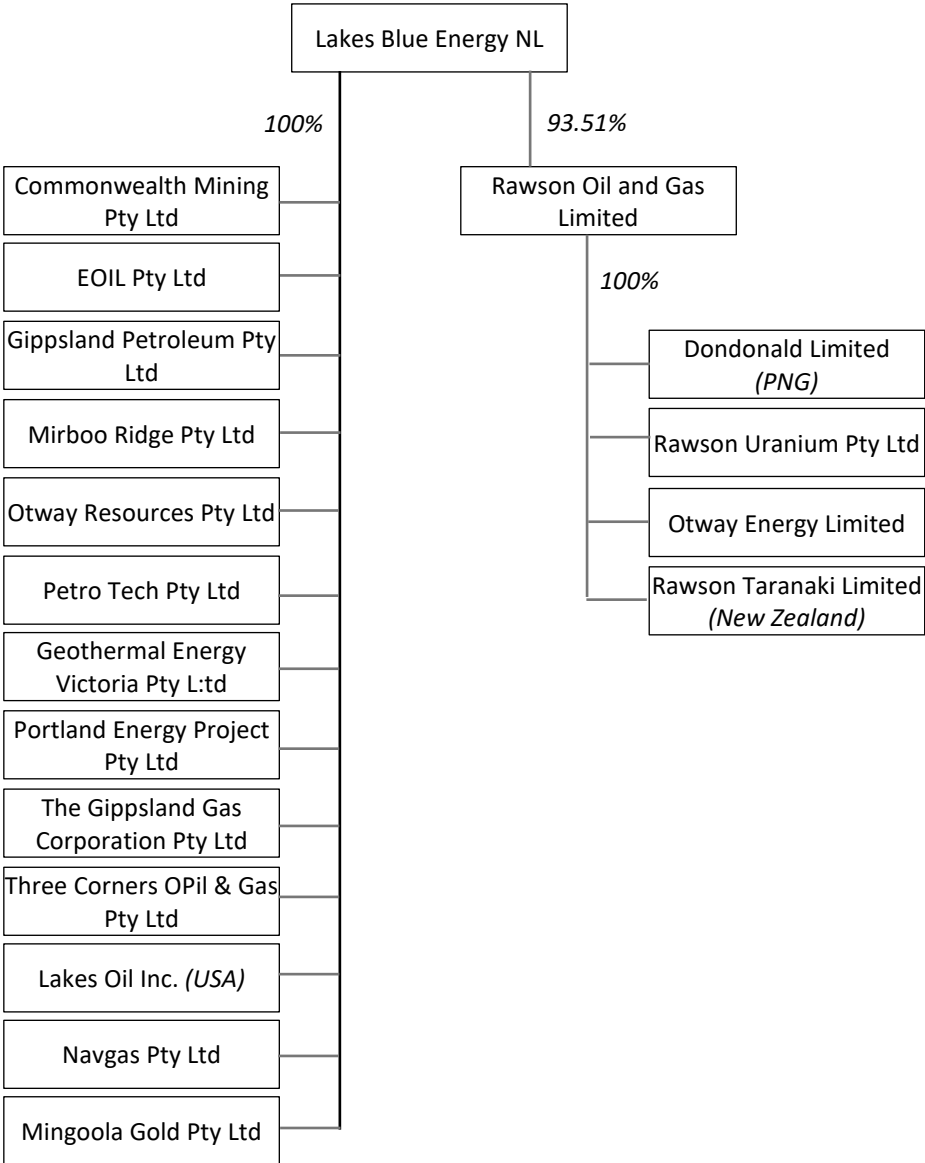 Lakes Blue Energy NL
100%
93.51%
Commonwealth Mining
Pty Ltd
EOIL Pty Ltd
Gippsland Petroleum Pty
Ltd
Mirboo Ridge Pty Ltd
Otway Resources Pty Ltd
Petro Tech Pty Ltd
Geothermal Energy
Victoria Pty L:td
Portland Energy Project
Pty Ltd
The Gippsland Gas
Corporation Pty Ltd
Three Corners OPil & Gas
Pty Ltd
Lakes Oil Inc. (USA)
Navgas Pty Ltd
Mingoola Gold Pty Ltd
Rawson Oil and Gas
Limited
100%
Dondonald Limited
(PNG)
Rawson Uranium Pty Ltd
Otway Energy Limited
Rawson Taranaki Limited
(New Zealand)